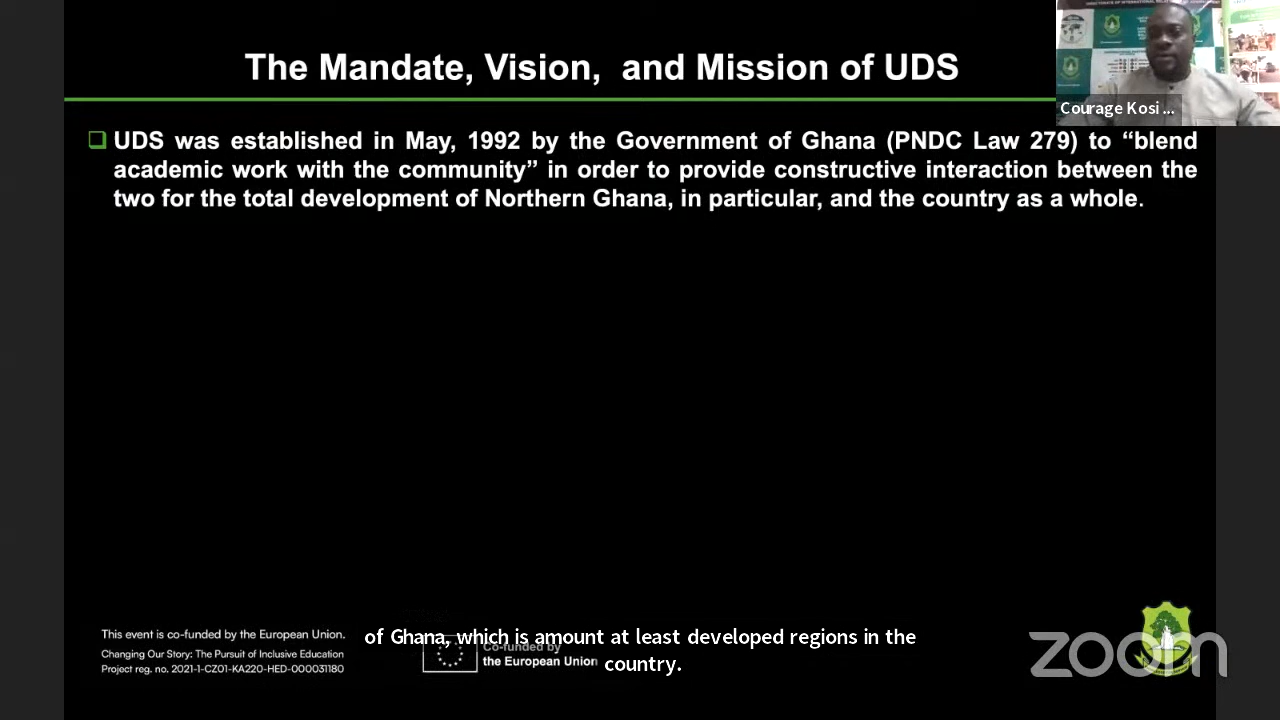 The Mandate, Vision, and Mission of UDS
Courage Kosi ...
UDS was established in May, 1992 by the Government of Ghana (PNDC Law 279) to “blend
academic work with the community” in order to provide constructive interaction between the
two for the total development of Northern Ghana, in particular, and the country as a whole.
This event is co-funded by the European Union.
Changing Our Story: The Pursuit of Inclusive Education
Project reg. no. 2021-1-CZ01-KA220-HED-000031180
Co-funded by
the European Union
of Ghana, which is amount at least developed regions in the
country.
zoom